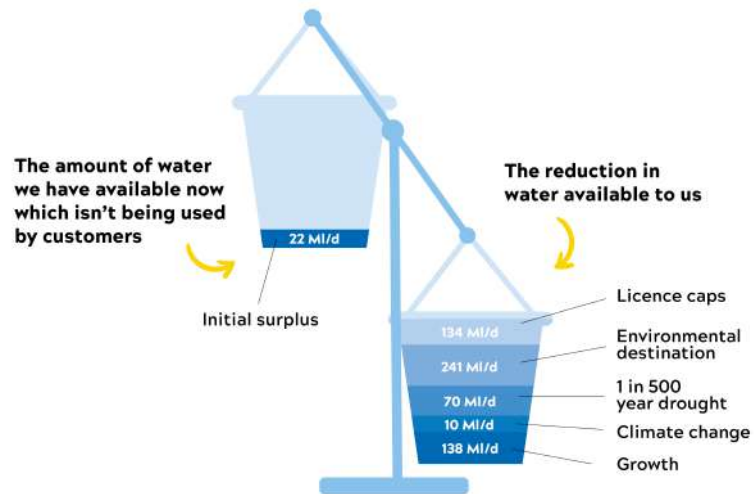 The amount of water
we have available now
which isn't being used
by customers
22 Ml/d
Initial surplus
The reduction in
water available to us
Licence caps
134 Ml/d
Environmental
destination
241 Ml/d
1 in 500
year drought
70 Ml/d
Climate change
10 Ml/d
Growth
138 Ml/d